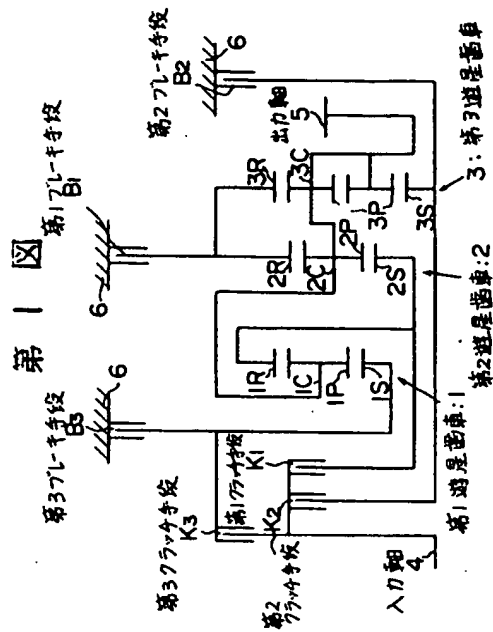 第 1 図
第3ブレーキ手段
B3
6
第1ブレーキ手段
B1
6
第2ブレーキ手段
B2
6
第3クラッチ手段
K3
第1クラッチ手段
K1
第2
クラッチ手段
K2
入力軸
4
1R
1C
1P
1S
2R
2C
2P
2S
3R
3C
3P
3S
出力軸
5
第1遊星歯車:1
第2遊星歯車:2
3:第3遊星歯車